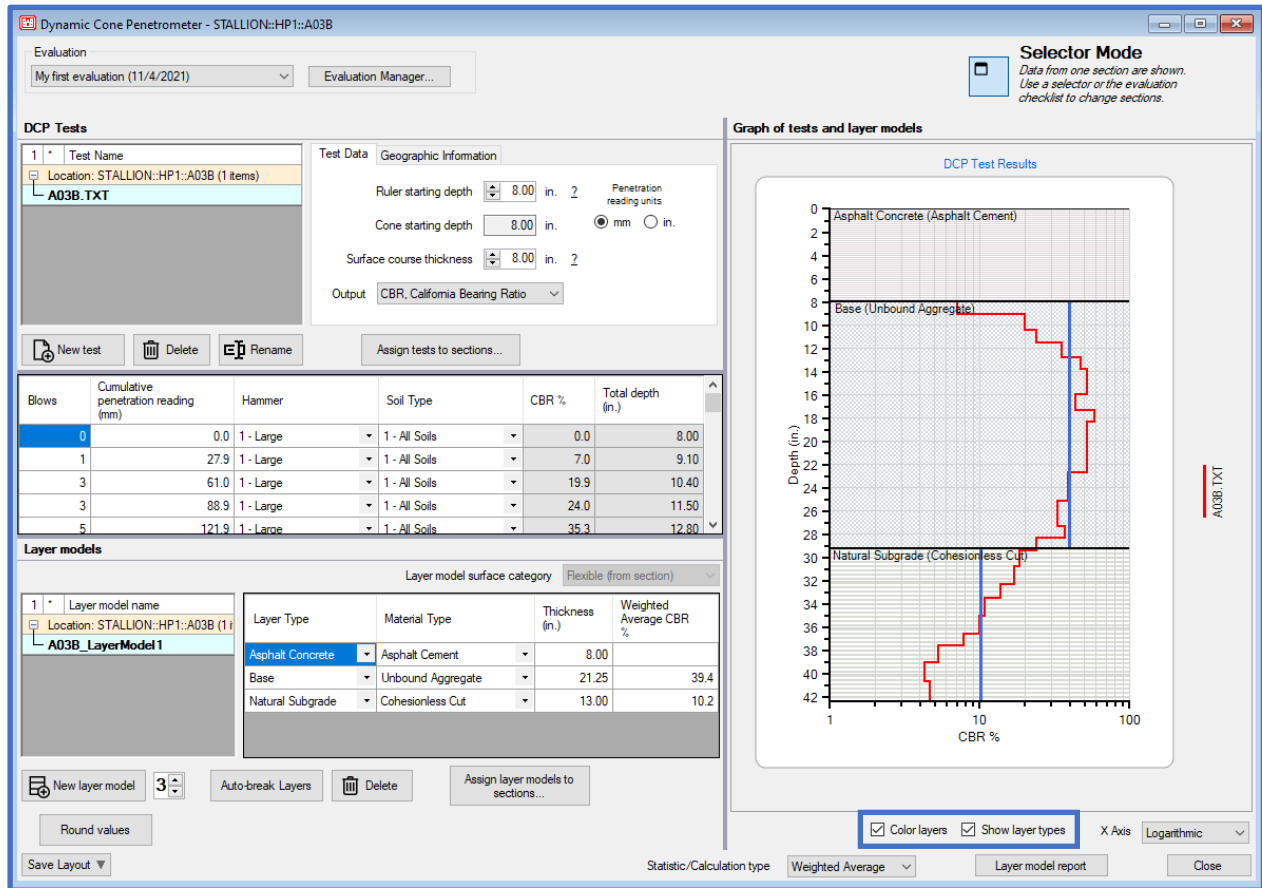 Dynamic Cone Penetrometer - STALLION::HP1::A03B
Evaluation
My first evaluation (11/4/2021)
Evaluation Manager...
Selector Mode
Data from one section are shown.
Use a selector or the evaluation
checklist to change sections.
DCP Tests
1 * Test Name
Location: STALLION::HP1::A03B (1 items)
A03B.TXT
Test Data Geographic Information
Ruler starting depth 8.00 in. ?
Penetration
reading units
mm in.
Cone starting depth 8.00 in.
Surface course thickness 8.00 in. ?
Output CBR, California Bearing Ratio
New test Delete Rename Assign tests to sections...
Blows Cumulative penetration reading (mm) Hammer Soil Type CBR % Total depth (in.)
0 0.0 1 - Large 1 - All Soils 0.0 8.00
1 27.9 1 - Large 1 - All Soils 7.0 9.10
3 61.0 1 - Large 1 - All Soils 19.9 10.40
3 88.9 1 - Large 1 - All Soils 24.0 11.50
5 121.9 1 - Large 1 - All Soils 35.3 12.80
Layer models
Layer model surface category Flexible (from section)
1 * Layer model name
Location: STALLION::HP1::A03B (1 i
A03B_LayerModel1
Layer Type Material Type Thickness (in.) Weighted Average CBR %
Asphalt Concrete Asphalt Cement 8.00
Base Unbound Aggregate 21.25 39.4
Natural Subgrade Cohesionless Cut 13.00 10.2
New layer model 3 Auto-break Layers Delete Assign layer models to sections...
Round values
Save Layout
Graph of tests and layer models
DCP Test Results
Asphalt Concrete (Asphalt Cement)
Base (Unbound Aggregate)
Natural Subgrade (Cohesionless Cut)
Depth (in.)
0
2
4
6
8
10
12
14
16
18
20
22
24
26
28
30
32
34
36
38
40
42
1 10 100
CBR %
A03B.TXT
Color layers Show layer types X Axis Logarithmic
Statistic/Calculation type Weighted Average Layer model report Close